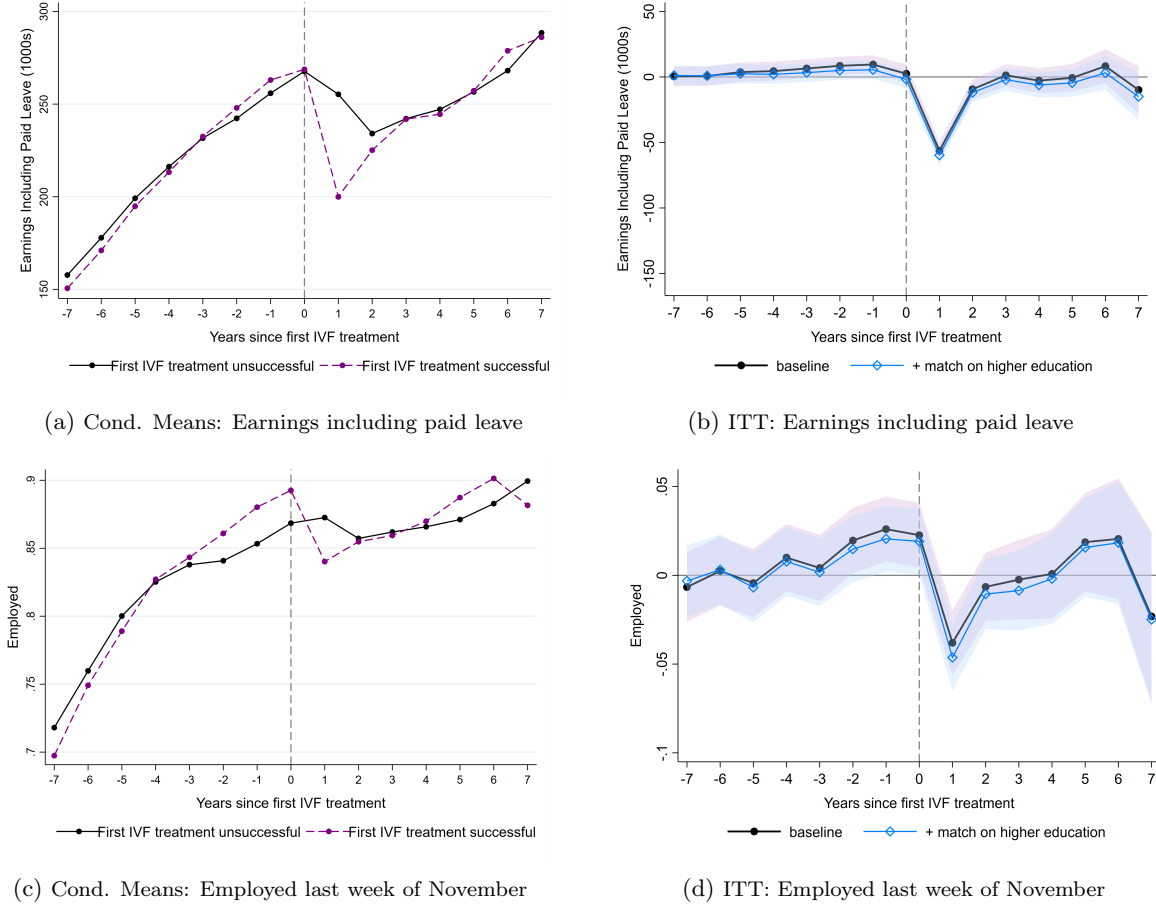 Earnings Including Paid Leave (1000s)
300
250
200
150
-7 -6 -5 -4 -3 -2 -1 0 1 2 3 4 5 6 7
Years since first IVF treatment
First IVF treatment unsuccessful First IVF treatment successful
(a) Cond. Means: Earnings including paid leave
Earnings Including Paid Leave (1000s)
50
0
-50
-100
-150
-7 -6 -5 -4 -3 -2 -1 0 1 2 3 4 5 6 7
Years since first IVF treatment
baseline + match on higher education
(b) ITT: Earnings including paid leave
Employed
.9
.85
.8
.75
.7
-7 -6 -5 -4 -3 -2 -1 0 1 2 3 4 5 6 7
Years since first IVF treatment
First IVF treatment unsuccessful First IVF treatment successful
(c) Cond. Means: Employed last week of November
Employed
.05
0
-.05
-.1
-7 -6 -5 -4 -3 -2 -1 0 1 2 3 4 5 6 7
Years since first IVF treatment
baseline + match on higher education
(d) ITT: Employed last week of November